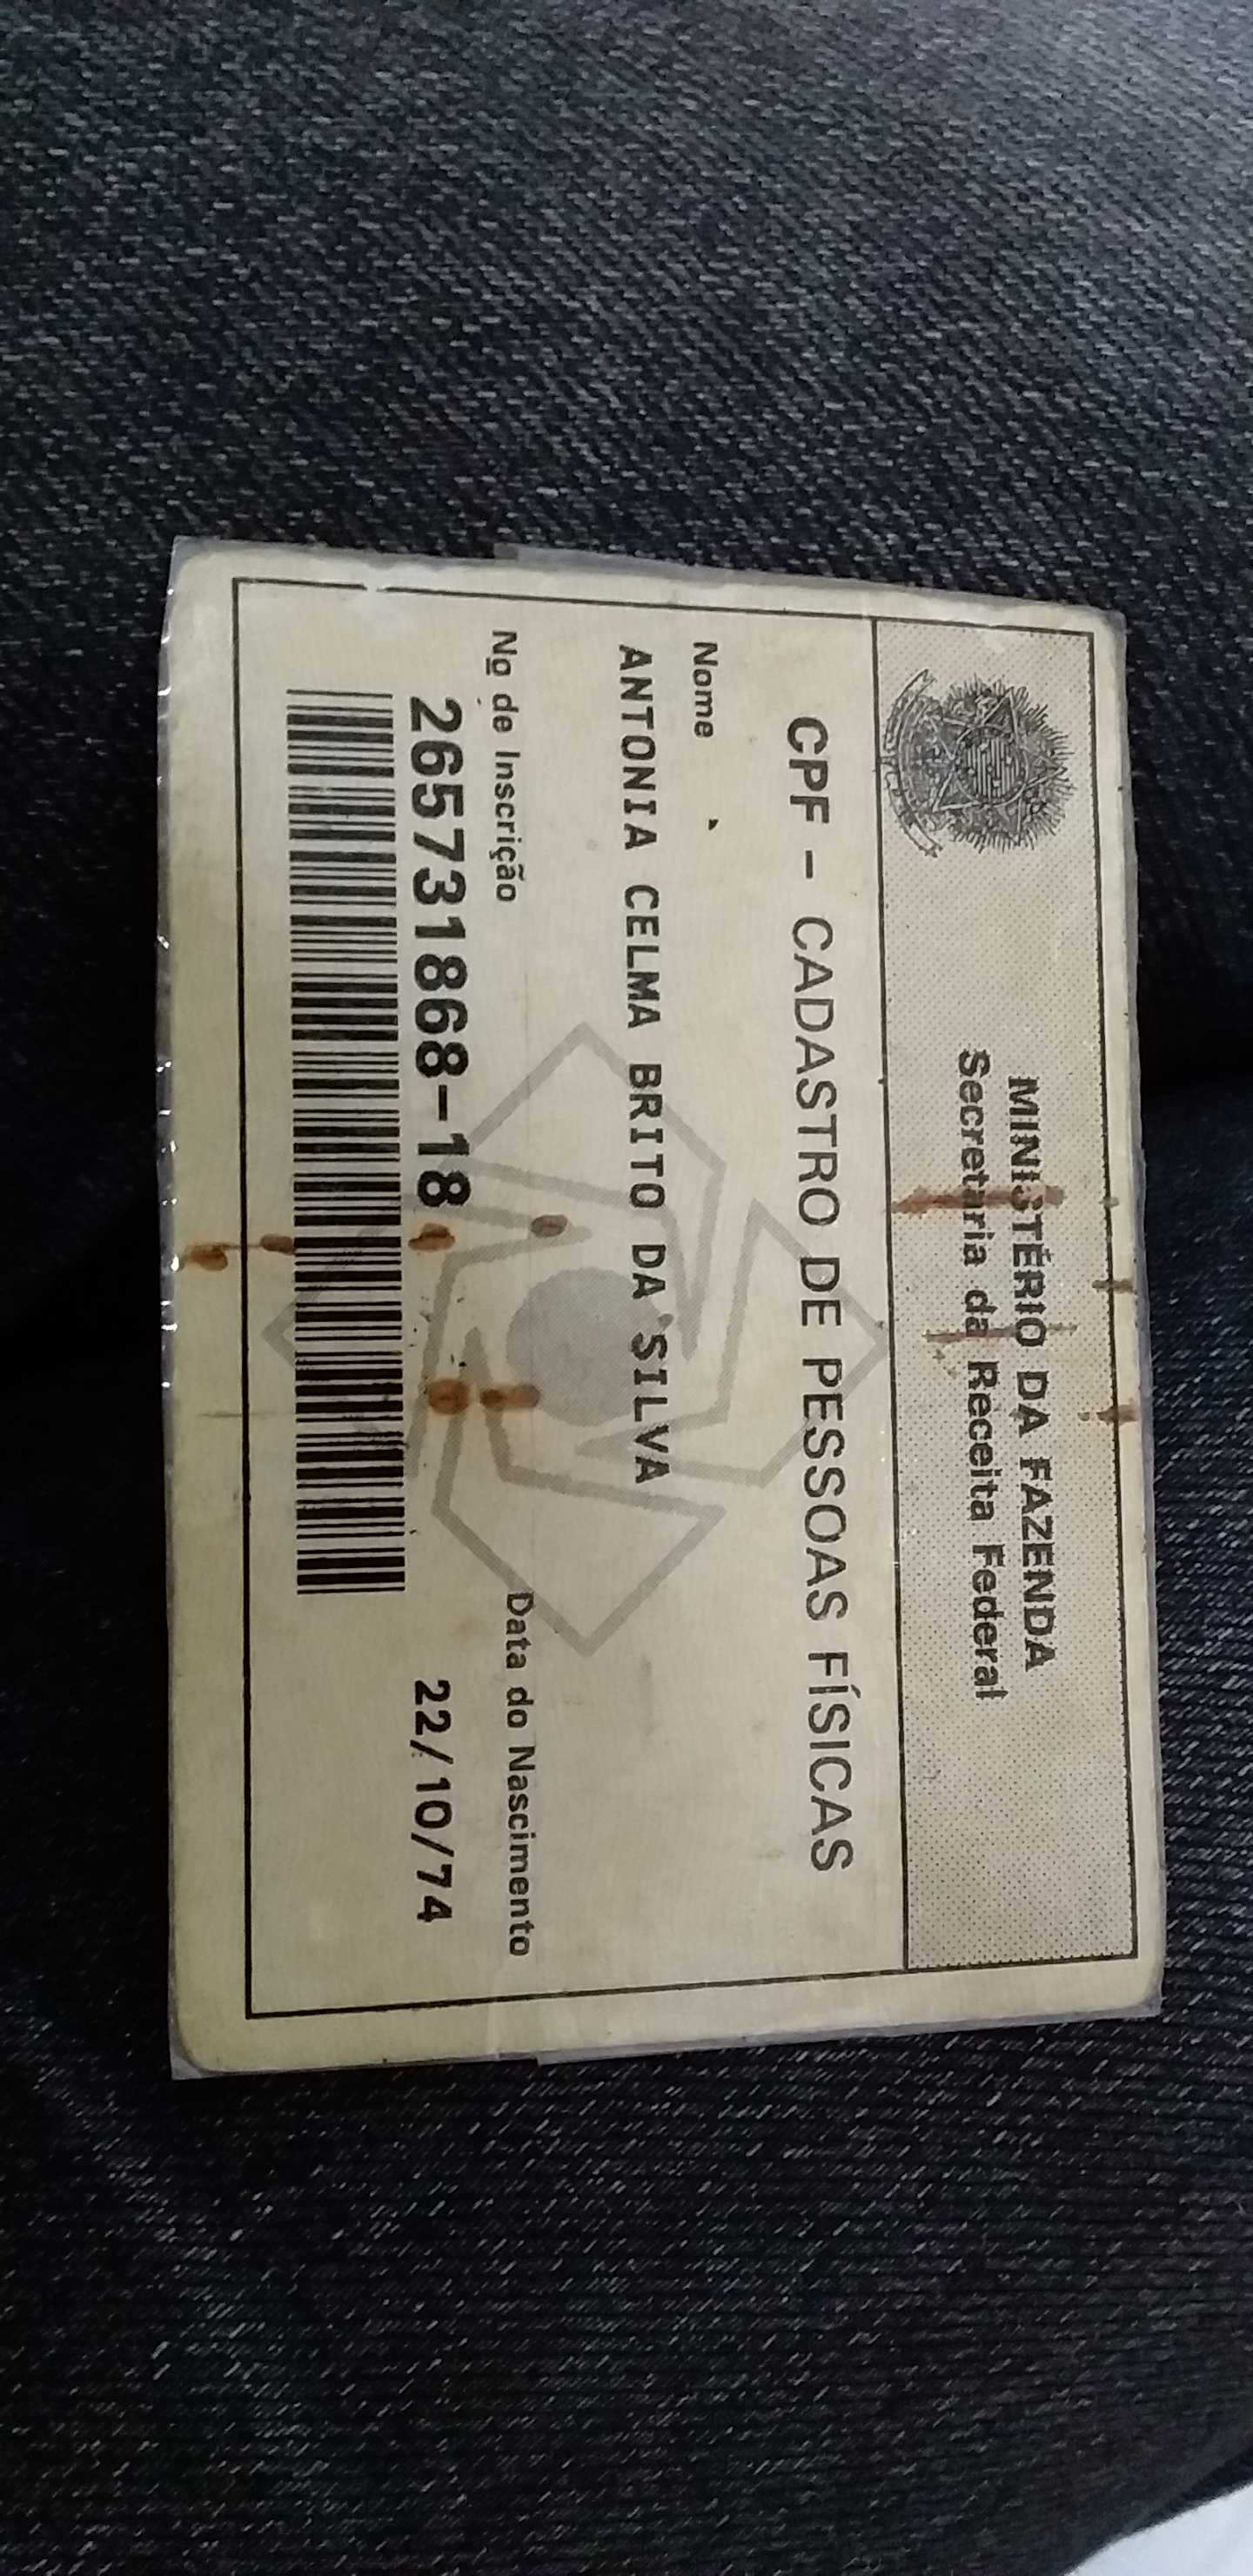 MINISTÉRIO DA FAZENDA
Secretaria da Receita Federal
CPF - CADASTRO DE PESSOAS FÍSICAS
Nome
ANTONIA CELMA BRITO DA SILVA
Nº de Inscrição
Data do Nascimento
265731868-18
22/10/74